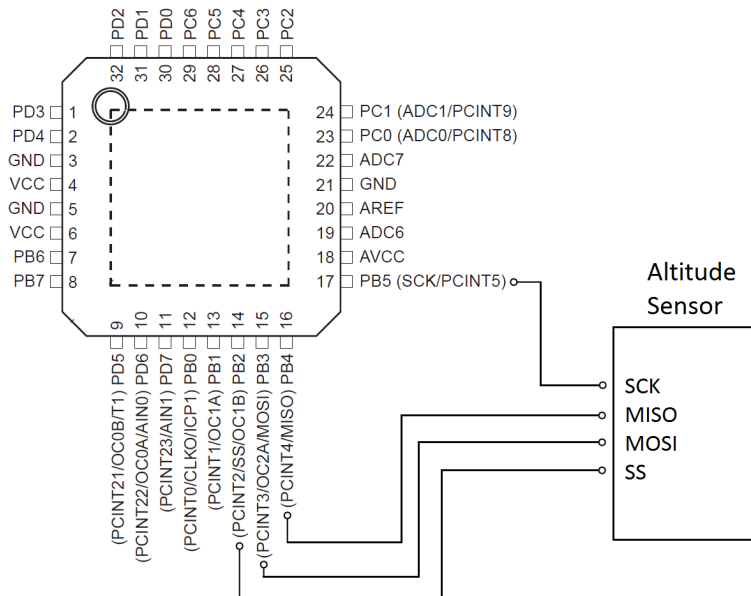 PD2
PD1
PD0
PC6
PC5
PC4
PC3
PC2
32
31
30
29
28
27
26
25
PD3 1
PD4 2
GND 3
VCC 4
GND 5
VCC 6
PB6 7
PB7 8
24 PC1 (ADC1/PCINT9)
23 PC0 (ADC0/PCINT8)
22 ADC7
21 GND
20 AREF
19 ADC6
18 AVCC
17 PB5 (SCK/PCINT5)
9
10
11
12
13
14
15
16
(PCINT21/OC0B/T1) PD5
(PCINT22/OC0A/AIN0) PD6
(PCINT23/AIN1) PD7
(PCINT0/CLKO/ICP1) PB0
(PCINT1/OC1A) PB1
(PCINT2/SS/OC1B) PB2
(PCINT3/OC2A/MOSI) PB3
(PCINT4/MISO) PB4
Altitude
Sensor
SCK
MISO
MOSI
SS